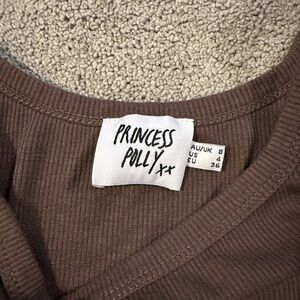 PRINCESS
POLLY xx
AU/UK 8
US 4
EU 36